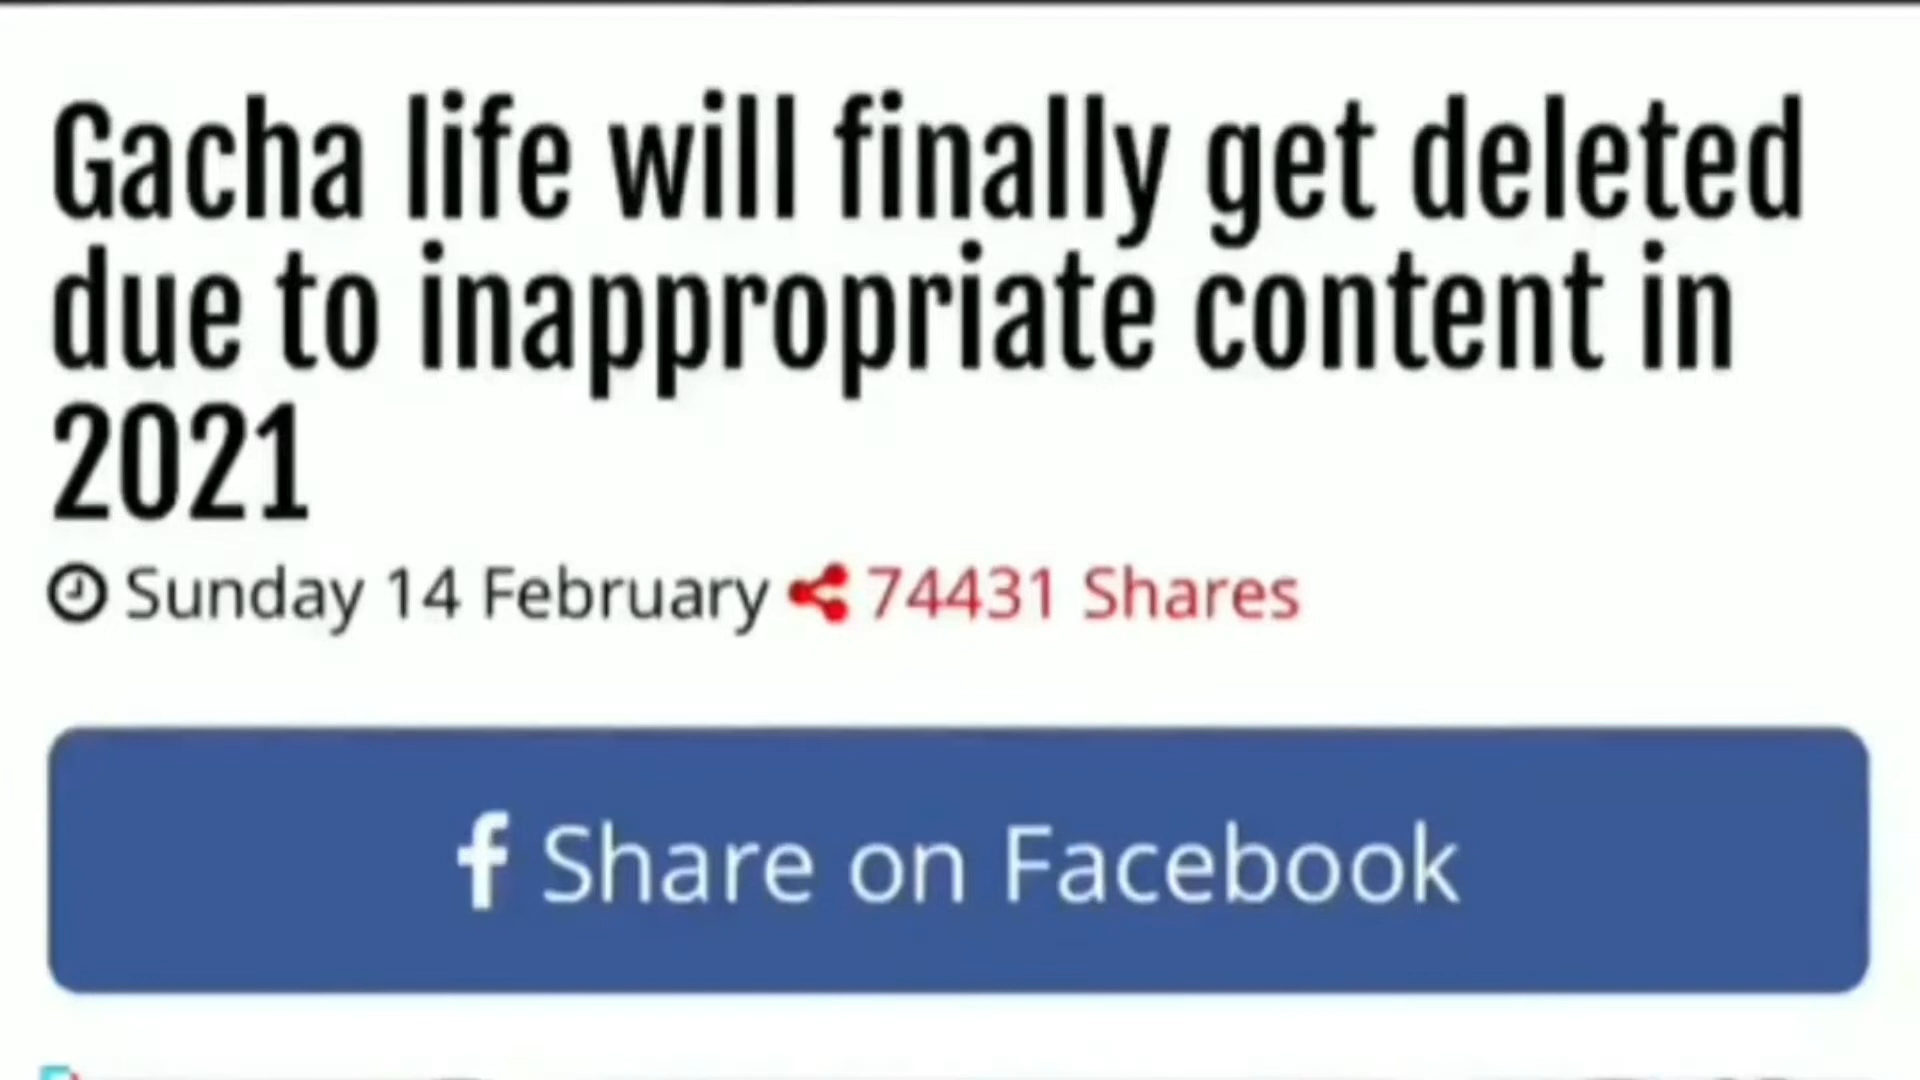 Gacha life will finally get deleted
due to inappropriate content in
2021
Sunday 14 February 74431 Shares
f Share on Facebook